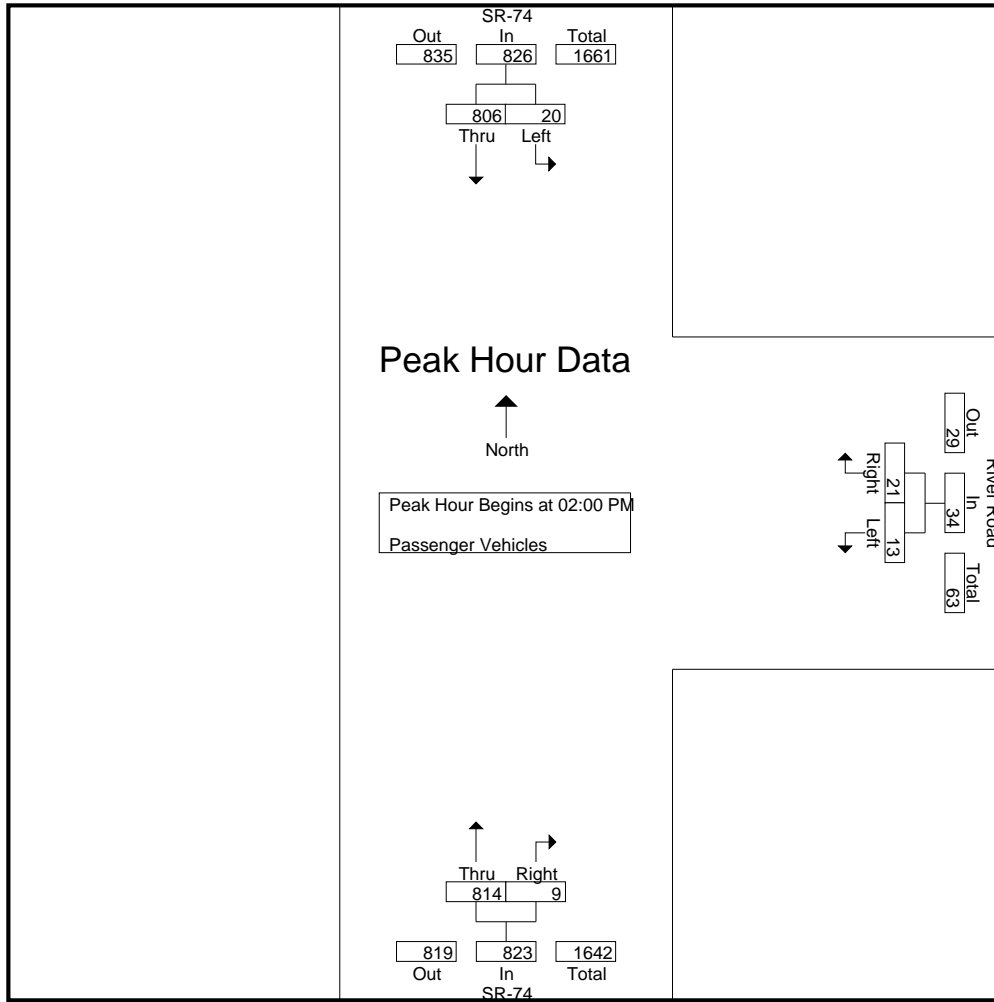 SR-74
Out In Total
835 826 1661
806 20
Thru Left
Peak Hour Data
North
Peak Hour Begins at 02:00 PM
Passenger Vehicles
River Road
Out In Total
29 34 63
Right Left
21 13
Thru Right
814 9
819 823 1642
Out In Total
SR-74